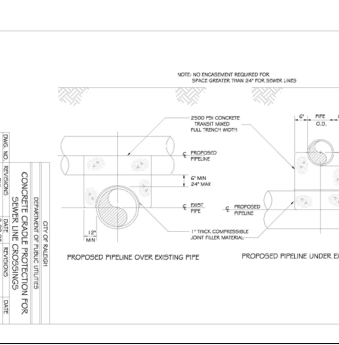 NOTE: NO ENCASEMENT REQUIRED FOR
SPACE GREATER THAN 24" FOR SEWER LINES
2500 PSI CONCRETE
TRANSIT MIXED
FULL TRENCH WIDTH
PROPOSED
PIPELINE
6" MIN
24" MAX
EXIST
PIPE
1" THICK COMPRESSIBLE
JOINT FILLER MATERIAL
12"
MIN
PROPOSED PIPELINE OVER EXISTING PIPE
6"
PIPE
O.D.
PROPOSED
PIPELINE
PROPOSED PIPELINE UNDER E
CITY OF RALEIGH
DEPARTMENT OF PUBLIC UTILITIES
CONCRETE CRADLE PROTECTION FOR
SEWER LINE CROSSINGS
DWG. NO.
REVISIONS
DATE
REVISIONS
DATE